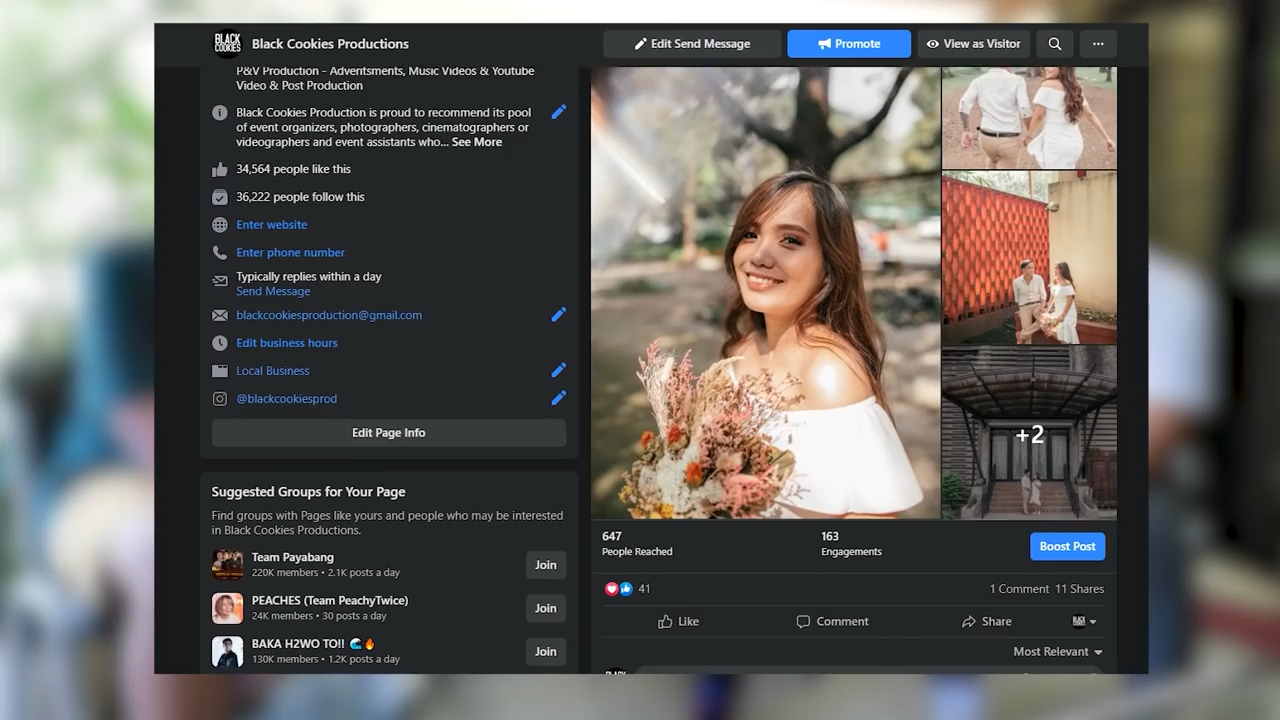 BLACK
COOKIES
Black Cookies Productions
Edit Send Message
Promote
View as Visitor
P&V Production - Adveritsments, Music Videos & Youtube
Video & Post Production
Black Cookies Production is proud to recommend its pool
of event organizers, photographers, cinematographers or
videographers and event assistants who... See More
34,564 people like this
36,222 people follow this
Enter website
Enter phone number
Typically replies within a day
Send Message
blackcookiesproduction@gmail.com
Edit business hours
Local Business
@blackcookiesprod
Edit Page Info
Suggested Groups for Your Page
Find groups with Pages like yours and people who may be interested
in Black Cookies Productions.
Team Payabang
220K members • 2.1K posts a day
Join
PEACHES (Team PeachyTwice)
24K members • 30 posts a day
Join
BAKA H2WO TO!! 🌊🔥
130K members • 1.2K posts a day
Join
+2
647
People Reached
163
Engagements
Boost Post
41
1 Comment 11 Shares
Like
Comment
Share
Most Relevant